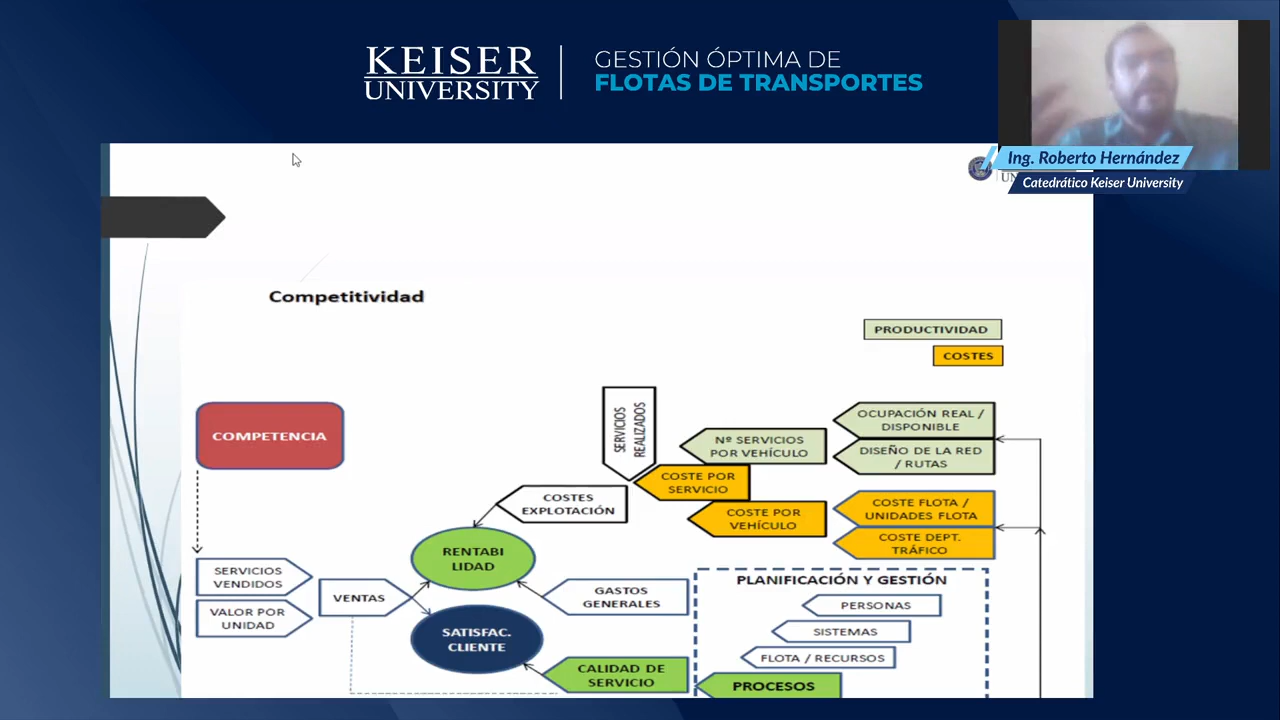 KEISER
UNIVERSITY
GESTIÓN ÓPTIMA DE
FLOTAS DE TRANSPORTES
Ing. Roberto Hernández
Catedrático Keiser University
Competitividad
PRODUCTIVIDAD
COSTES
COMPETENCIA
SERVICIOS
REALIZADOS
Nº SERVICIOS
POR VEHÍCULO
OCUPACIÓN REAL /
DISPONIBLE
DISEÑO DE LA RED
/ RUTAS
COSTE POR
SERVICIO
COSTES
EXPLOTACIÓN
COSTE POR
VEHÍCULO
COSTE FLOTA /
UNIDADES FLOTA
COSTE DEPT.
TRÁFICO
RENTABI
LIDAD
SERVICIOS
VENDIDOS
VALOR POR
UNIDAD
VENTAS
GASTOS
GENERALES
PLANIFICACIÓN Y GESTIÓN
PERSONAS
SISTEMAS
FLOTA / RECURSOS
SATISFAC.
CLIENTE
CALIDAD DE
SERVICIO
PROCESOS